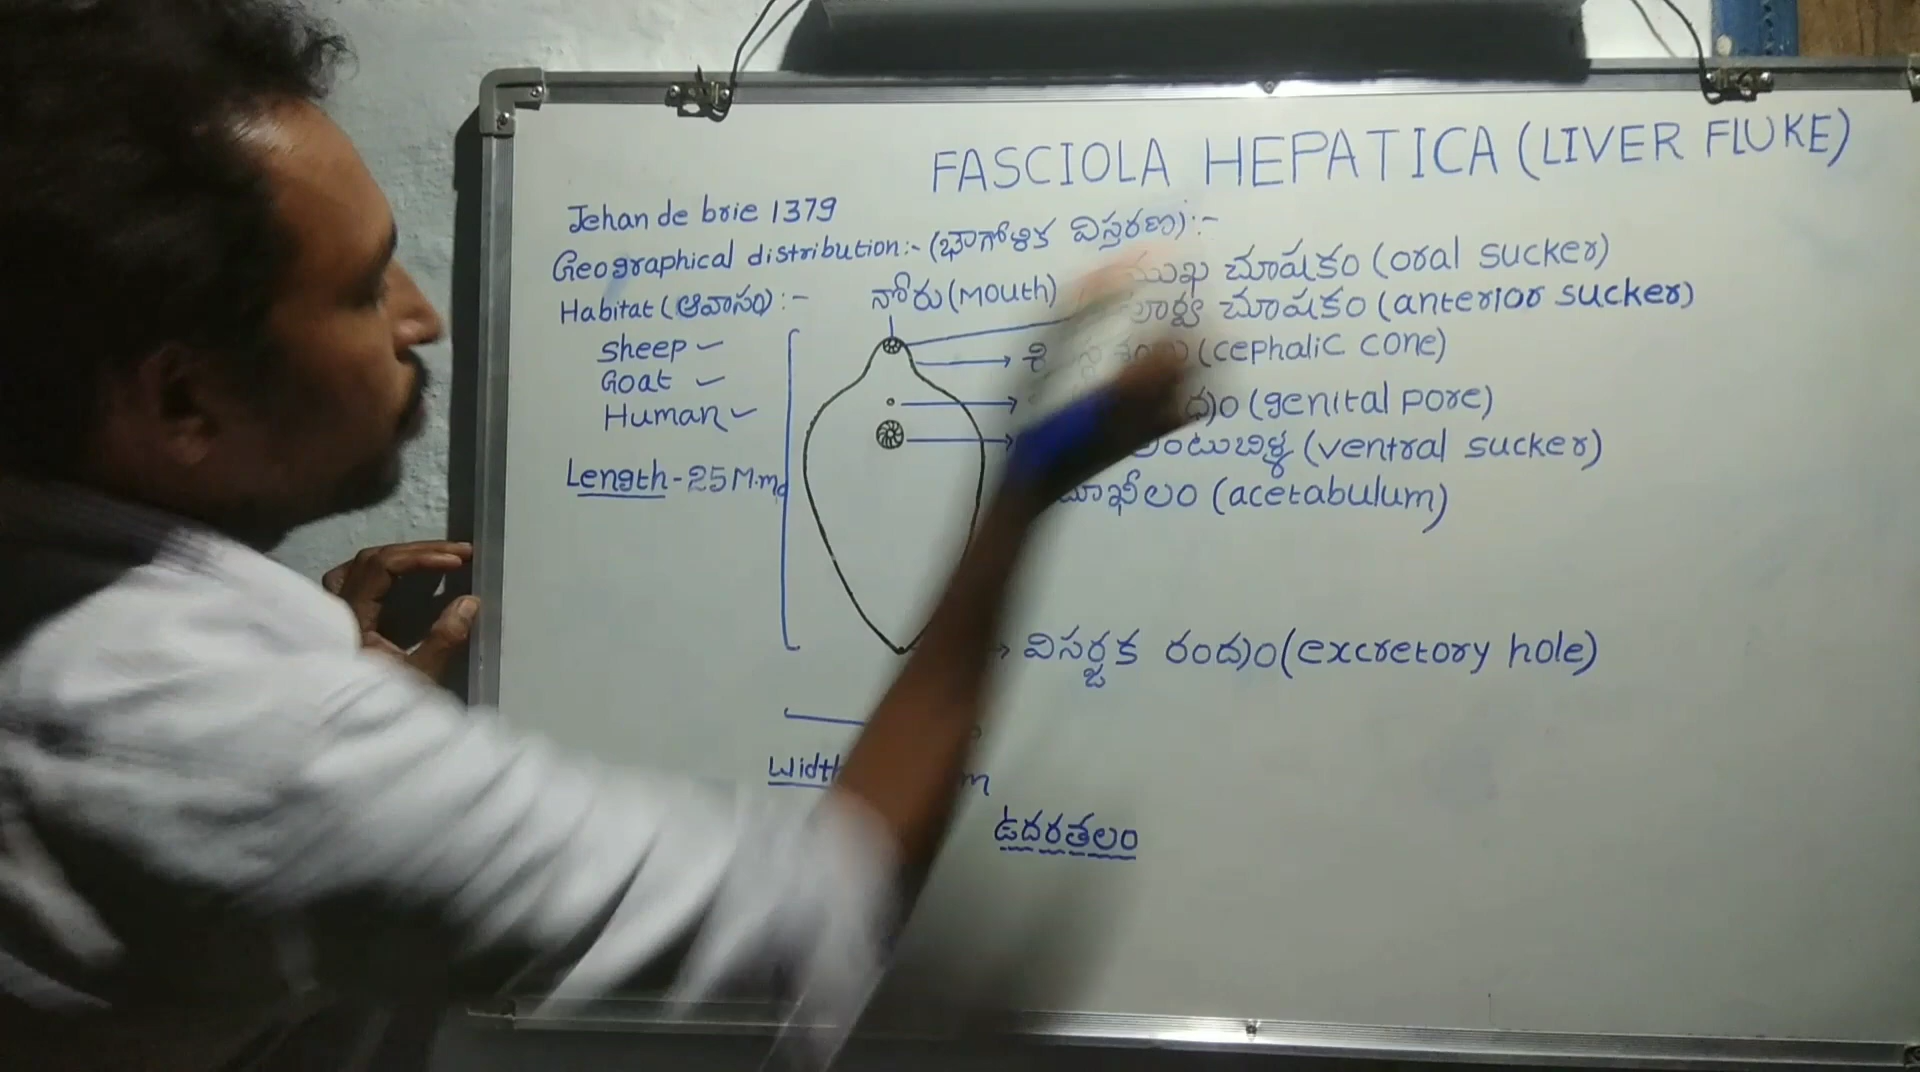 FASCIOLA HEPATICA (LIVER FLUKE)
Jehan de brie 1379
Geographical distribution:- (భౌగోళిక విస్తరణ):-
Habitat (ఆవాసం):-
sheep
Goat
Human
Length - 25 M.m
నోరు (Mouth)
ముఖ చూషకం (oral sucker)
చూషకం (anterior sucker)
(cephalic cone)
(genital pore)
(ventral sucker)
(acetabulum)
విసర్జక రంధ్రం (excretory hole)
Width
ఉదరతలం